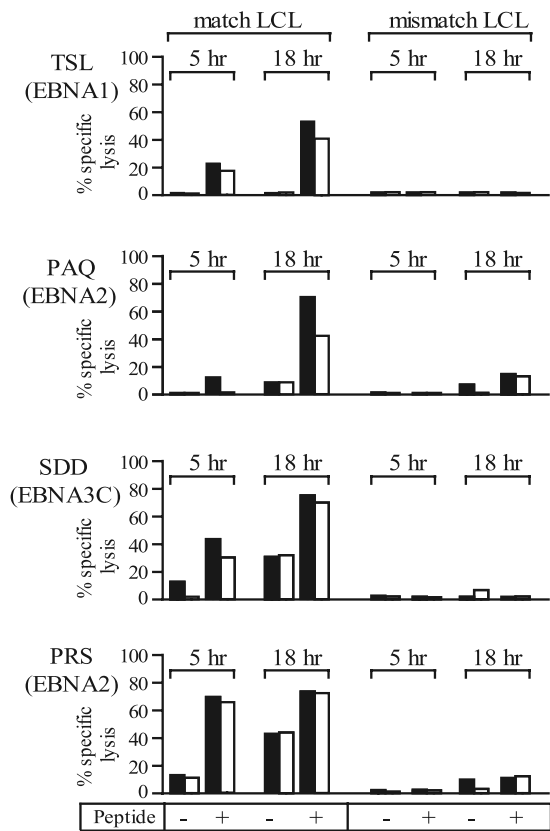 match LCL mismatch LCL
TSL
(EBNA1)
5 hr 18 hr 5 hr 18 hr
% specific
lysis
100
80
60
40
20
0
PAQ
(EBNA2)
5 hr 18 hr 5 hr 18 hr
% specific
lysis
100
80
60
40
20
0
SDD
(EBNA3C)
5 hr 18 hr 5 hr 18 hr
% specific
lysis
100
80
60
40
20
0
PRS
(EBNA2)
5 hr 18 hr 5 hr 18 hr
% specific
lysis
100
80
60
40
20
0
Peptide - + - + - + - +